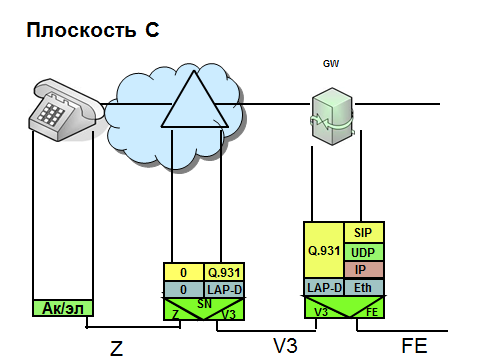 Плоскость С
GW
SIP
Q.931
UDP
IP
0 Q.931
0 LAP-D
LAP-D Eth
SN
Z V3
V3 FE
Ак/эл
Z V3 FE